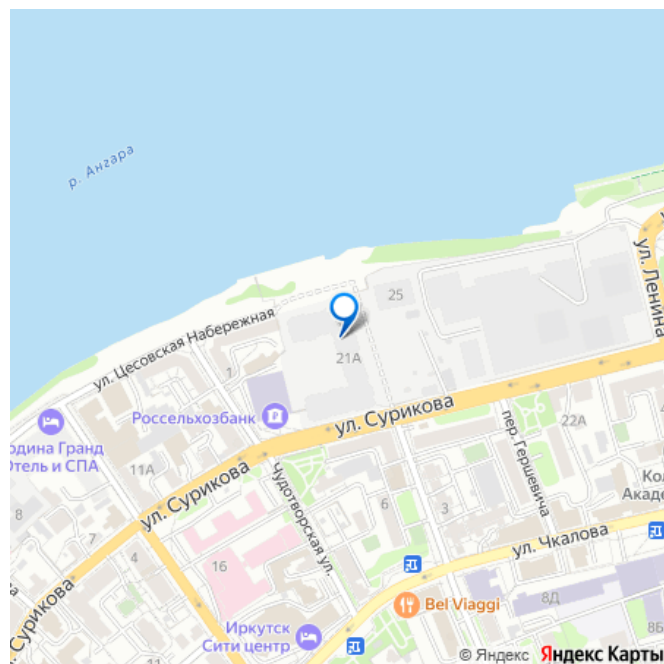 р. Ангара
ул. Ленина
25
ул. Цесовская Набережная
21А
1
Россельхозбанк
ул. Сурикова
22А
пер. Гершевича
одина Гранд
Отель и СПА
11А
Кол
Акаде
8
ул. Сурикова
Чудотворская ул.
6
3
4
7
16
ул. Чкалова
Сурикова
Bel Viaggi
8Д
8Б
Иркутск
Сити центр
© Яндекс Яндекс Карты